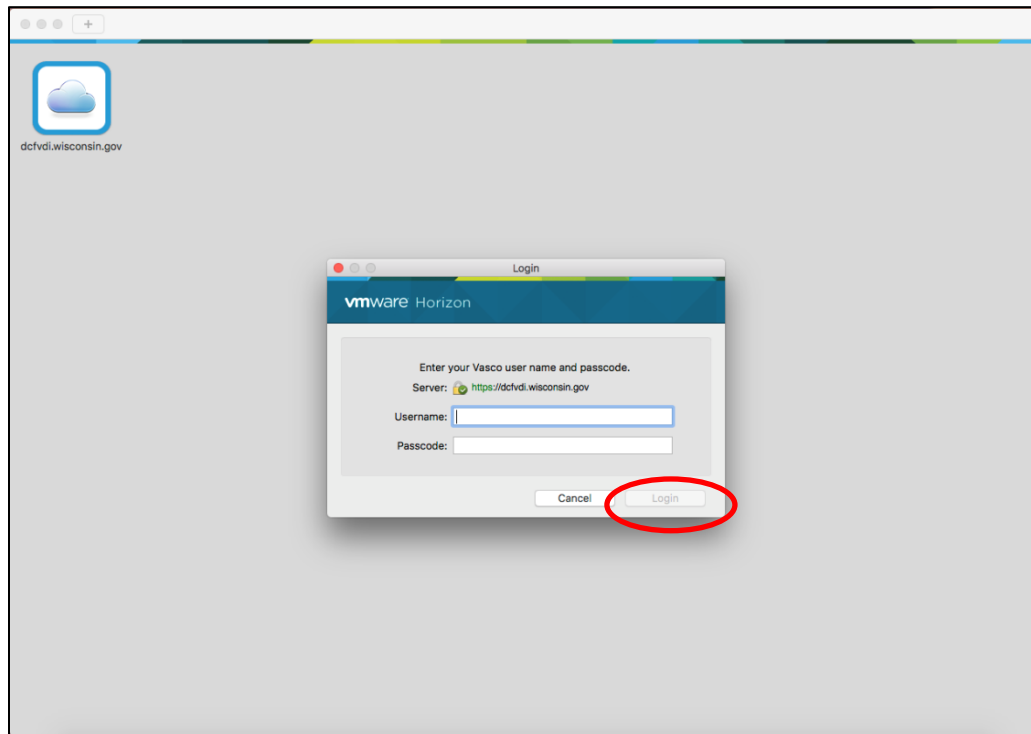 +
dcfvdi.wisconsin.gov
Login
vmware Horizon
Enter your Vasco user name and passcode.
Server: https://dcfvdi.wisconsin.gov
Username:
Passcode:
Cancel Login